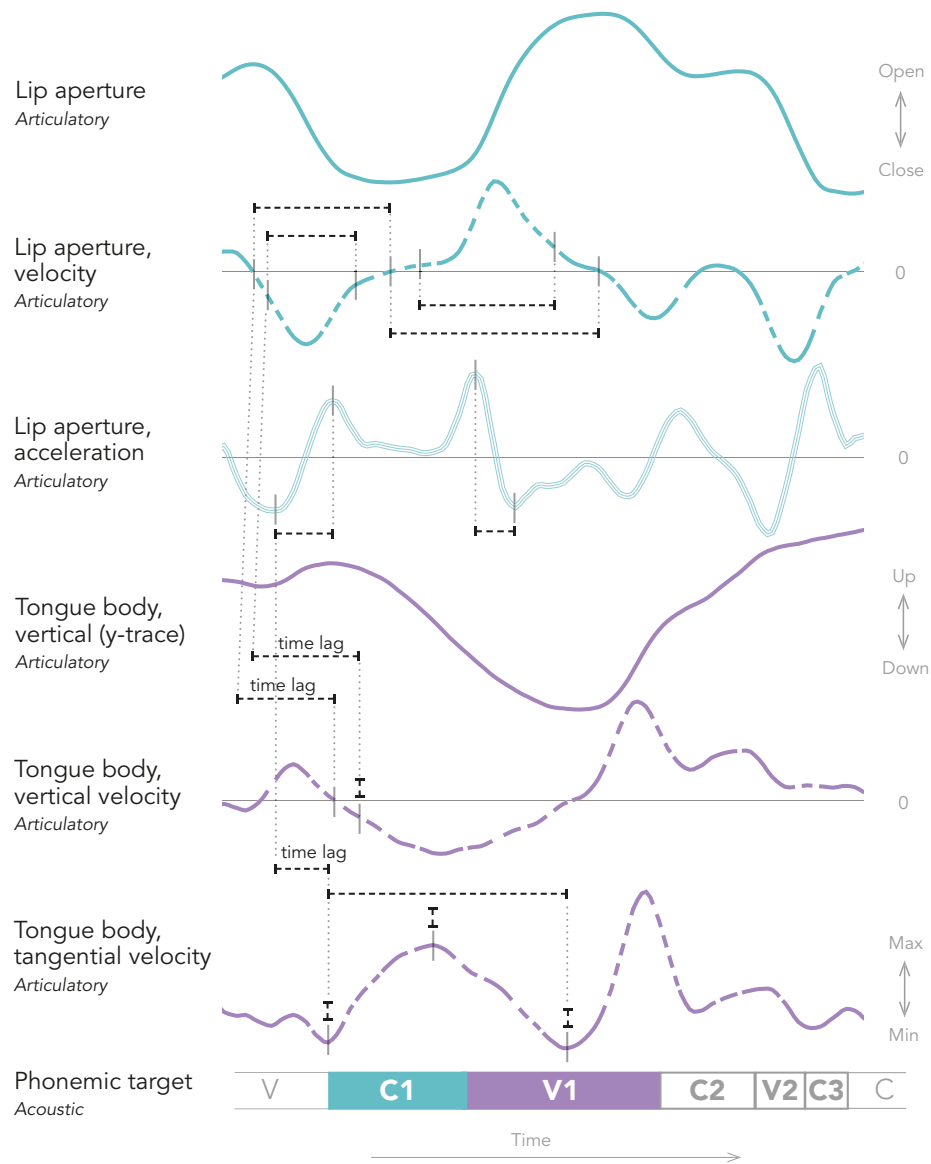 Lip aperture
Articulatory
Open
Close
Lip aperture,
velocity
Articulatory
0
Lip aperture,
acceleration
Articulatory
0
Tongue body,
vertical (y-trace)
Articulatory
Up
Down
time lag
time lag
Tongue body,
vertical velocity
Articulatory
0
time lag
Tongue body,
tangential velocity
Articulatory
Max
Min
Phonemic target
Acoustic
V C1 V1 C2 V2 C3 C
Time